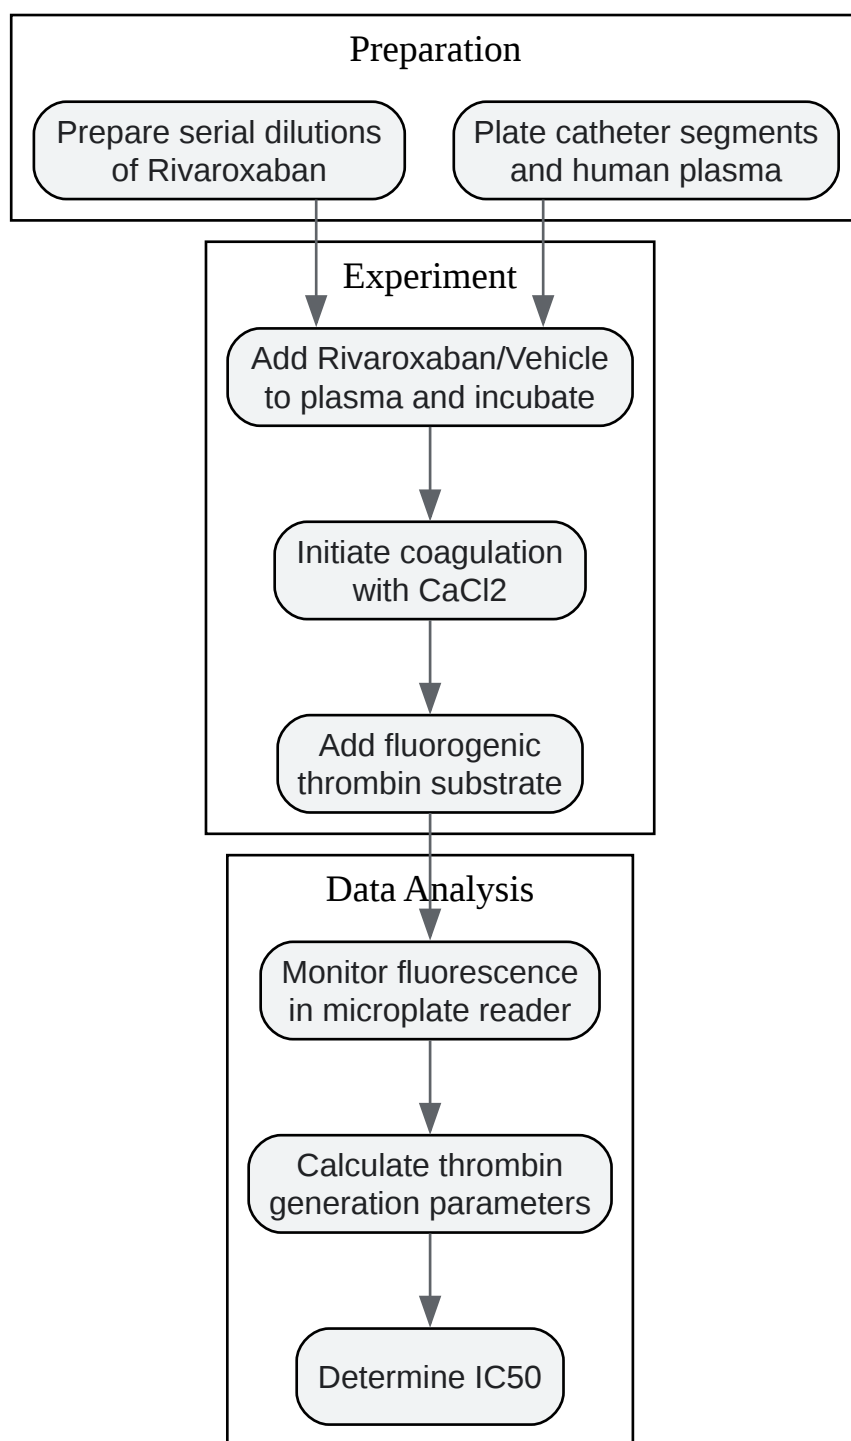 Preparation
Prepare serial dilutions
of Rivaroxaban
Plate catheter segments
and human plasma
Experiment
Add Rivaroxaban/Vehicle
to plasma and incubate
Initiate coagulation
with CaCl2
Add fluorogenic
thrombin substrate
Data Analysis
Monitor fluorescence
in microplate reader
Calculate thrombin
generation parameters
Determine IC50